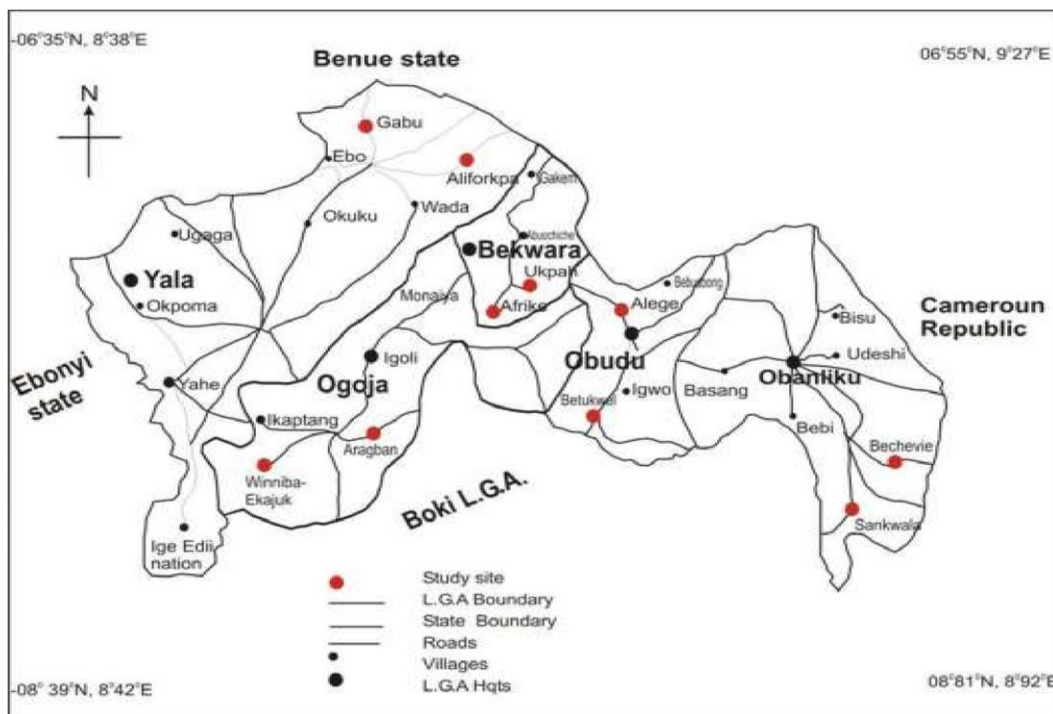 -06°35°N, 8°38°E
06°55°N, 9°27°E
Benue state
N
Gabu
Ebo
Aliforkpa
Gakem
Okuku
Wada
Ugaga
Abuochiche
Bekwara
Yala
Okpoma
Ukpah
Monaiya
Afrike
Alege
Bebuabong
Cameroun
Republic
Bisu
Udeshi
Ebonyi
state
Yahe
Igoli
Ogoja
Obudu
Obanliku
Igwo
Basang
Betukwel
Ikaptang
Bebi
Aragban
Bechevie
Winniba-
Ekajuk
Boki L.G.A.
Sankwala
Ige Edii
nation
Study site
L.G.A Boundary
State Boundary
Roads
Villages
L.G.A Hqts
-08° 39°N, 8°42°E
08°81°N, 8°92°E